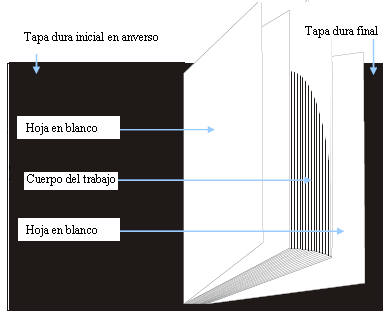 Tapa dura final
Tapa dura inicial en anverso
Hoja en blanco
Cuerpo del trabajo
Hoja en blanco